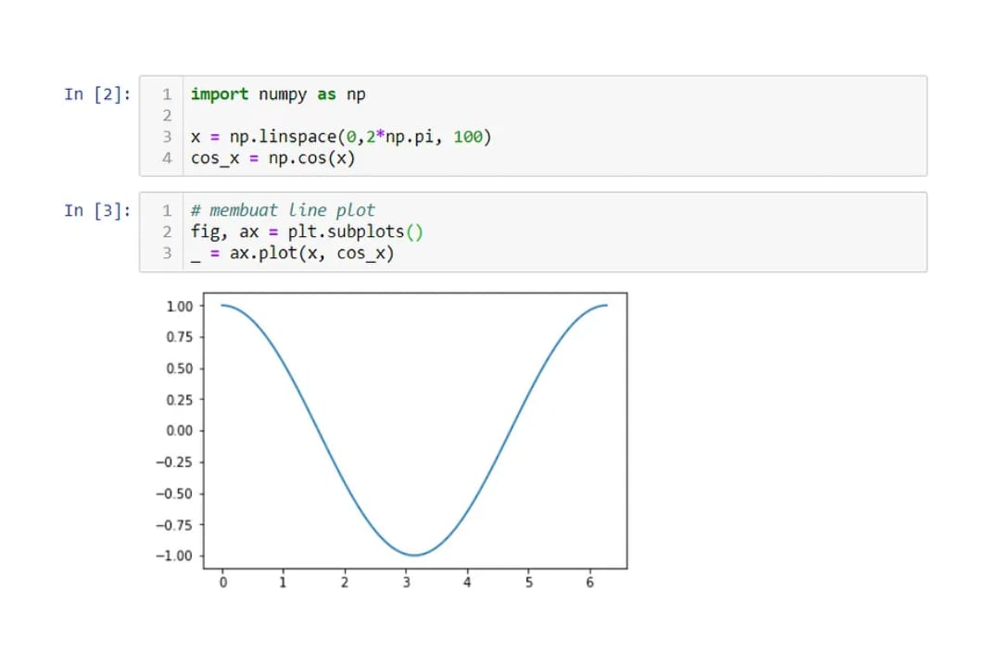 In [2]:
1 import numpy as np
2
3 x = np.linspace(0,2*np.pi, 100)
4 cos_x = np.cos(x)
In [3]:
1 # membuat line plot
2 fig, ax = plt.subplots()
3 _ = ax.plot(x, cos_x)
1.00
0.75
0.50
0.25
0.00
−0.25
−0.50
−0.75
−1.00
0 1 2 3 4 5 6